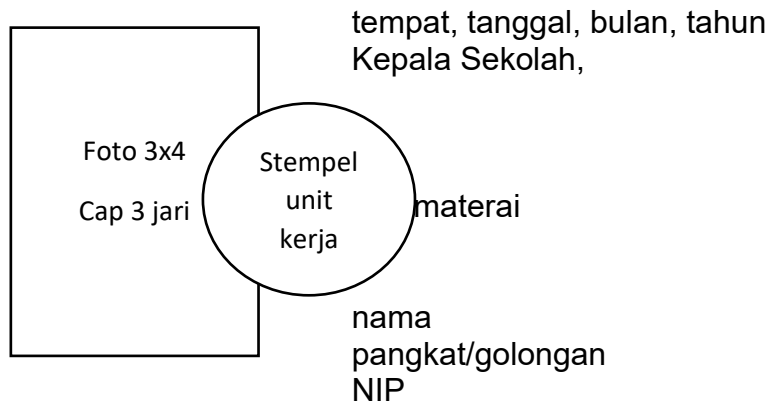 tempat, tanggal, bulan, tahun
Kepala Sekolah,
Foto 3x4
Cap 3 jari
Stempel
unit
kerja
materai
nama
pangkat/golongan
NIP